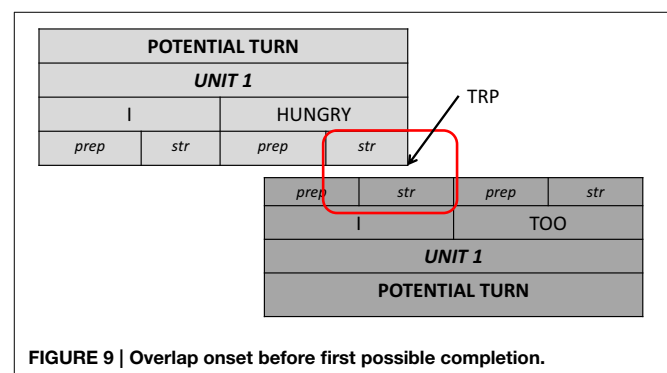 POTENTIAL TURN
UNIT 1
I HUNGRY
TRP
prep str prep str
prep str prep str
I TOO
UNIT 1
POTENTIAL TURN
FIGURE 9 | Overlap onset before first possible completion.